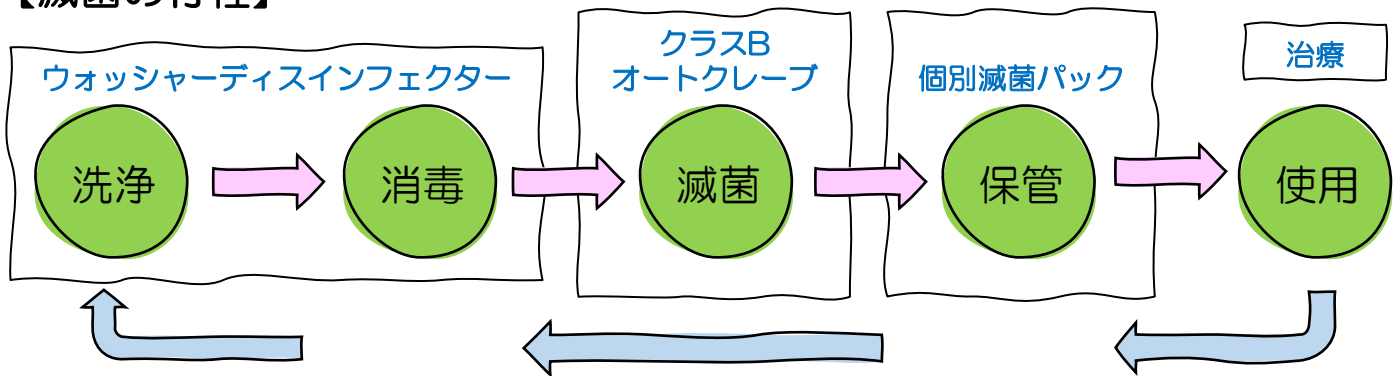 ウォッシャーディスインフェクター
クラスB
オートクレーブ
個別滅菌パック
治療
洗浄
消毒
滅菌
保管
使用